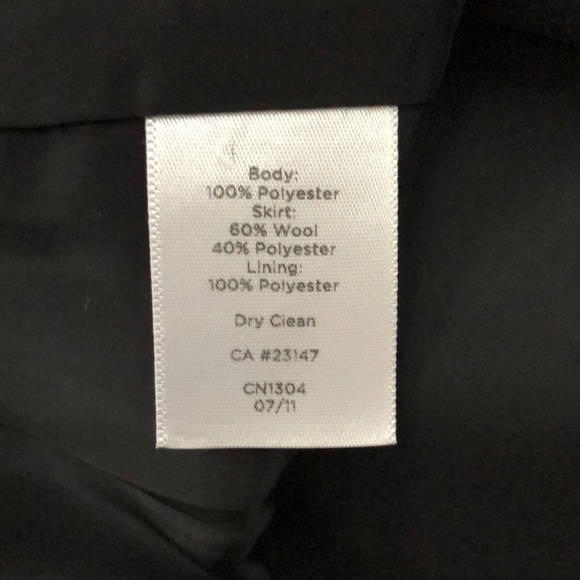 Body:
100% Polyester
Skirt:
60% Wool
40% Polyester
Lining:
100% Polyester
Dry Clean
CA #23147
CN1304
07/11